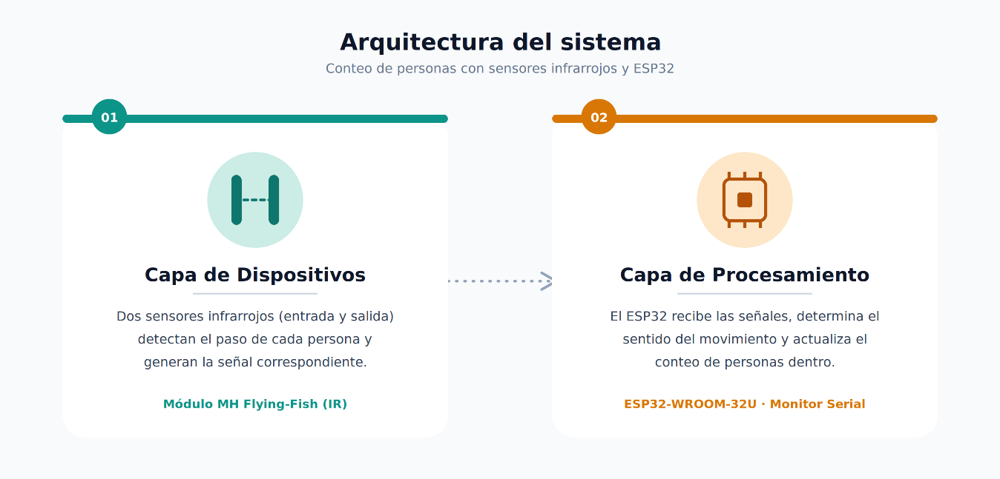 Arquitectura del sistema
Conteo de personas con sensores infrarrojos y ESP32
01
Capa de Dispositivos
Dos sensores infrarrojos (entrada y salida)
detectan el paso de cada persona y
generan la señal correspondiente.
Módulo MH Flying-Fish (IR)
02
Capa de Procesamiento
El ESP32 recibe las señales, determina el
sentido del movimiento y actualiza el
conteo de personas dentro.
ESP32-WROOM-32U · Monitor Serial